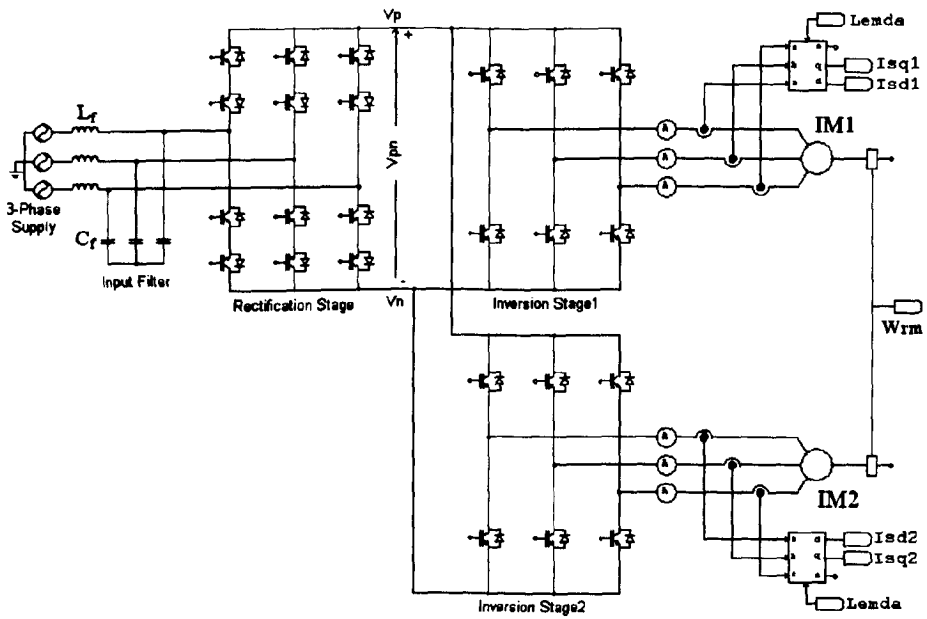 Vp
+
Lemda
Isq1
Isd1
A
IM1
Lf
Vpn
A
A
3-Phase
Supply
Cf
Input Filter
-
Rectification Stage
Vn
Inversion Stage1
Wrm
A
A
A
IM2
Isd2
Isq2
Lemda
Inversion Stage2